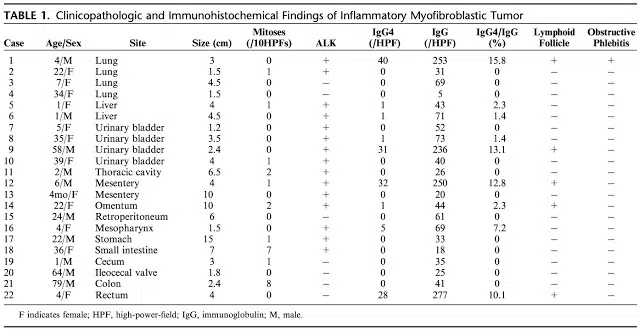 TABLE 1. Clinicopathologic and Immunohistochemical Findings of Inflammatory Myofibroblastic Tumor
Case Age/Sex Site Size (cm) Mitoses (/10HPFs) ALK IgG4 (/HPF) IgG (/HPF) IgG4/IgG (%) Lymphoid Follicle Obstructive Phlebitis
1 4/M Lung 3 0 + 40 253 15.8 + +
2 22/F Lung 1.5 1 + 0 31 0 − −
3 7/F Lung 4.5 0 − 0 69 0 − −
4 34/F Lung 1.5 0 − 0 5 0 − −
5 1/F Liver 4 1 + 1 43 2.3 − −
6 1/M Liver 4.5 0 + 1 71 1.4 − −
7 5/F Urinary bladder 1.2 0 + 0 52 0 − −
8 35/F Urinary bladder 3.5 0 + 1 73 1.4 − −
9 58/M Urinary bladder 2.4 0 + 31 236 13.1 + −
10 39/F Urinary bladder 4 1 + 0 40 0 − −
11 2/M Thoracic cavity 6.5 2 + 0 26 0 − −
12 6/M Mesentery 4 1 + 32 250 12.8 + −
13 4mo/F Mesentery 10 0 + 0 20 0 − −
14 22/F Omentum 10 2 + 1 44 2.3 + −
15 24/M Retroperitoneum 6 0 − 0 61 0 − −
16 4/F Mesopharynx 1.5 0 + 5 69 7.2 − −
17 22/M Stomach 15 1 + 0 33 0 − −
18 36/F Small intestine 7 7 + 0 18 0 − −
19 1/M Cecum 3 1 − 0 35 0 − −
20 64/M Ileocecal valve 1.8 0 − 0 25 0 − −
21 79/M Colon 2.4 8 − 0 41 0 − −
22 4/F Rectum 4 0 − 28 277 10.1 + −
F indicates female; HPF, high-power-field; IgG, immunoglobulin; M, male.